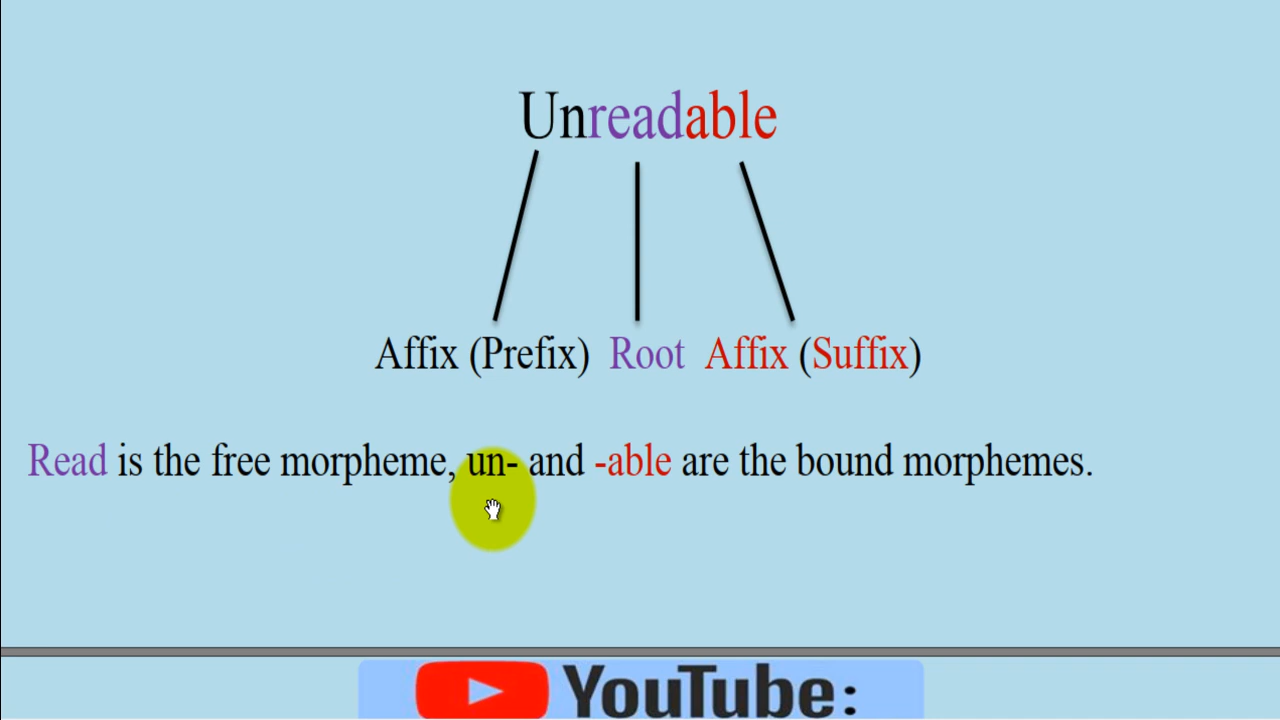 Unreadable
Affix (Prefix) Root Affix (Suffix)
Read is the free morpheme, un- and -able are the bound morphemes.
YouTube: